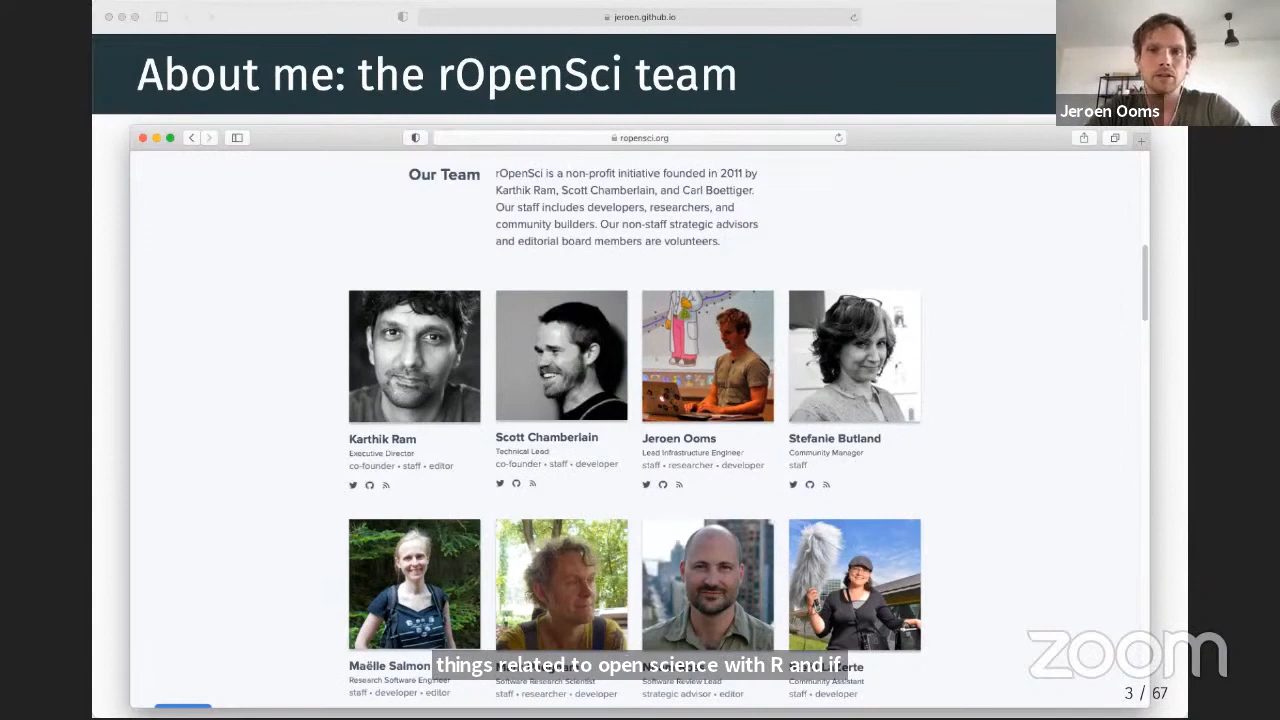 jeroen.github.io
About me: the rOpenSci team
Jeroen Ooms
ropensci.org
Our Team
rOpenSci is a non-profit initiative founded in 2011 by
Karthik Ram, Scott Chamberlain, and Carl Boettiger.
Our staff includes developers, researchers, and
community builders. Our non-staff strategic advisors
and editorial board members are volunteers.
Karthik Ram
Executive Director
co-founder • staff • editor
Scott Chamberlain
Technical Lead
co-founder • staff • developer
Jeroen Ooms
Lead Infrastructure Engineer
staff • researcher • developer
Stefanie Butland
Community Manager
staff
Maëlle Salmon
Research Software Engineer
staff • developer • editor
Software Research Scientist
staff • researcher • developer
Software Review Lead
strategic advisor • editor
Community Assistant
staff • developer
things related to open science with R and if
zoom
3 / 67